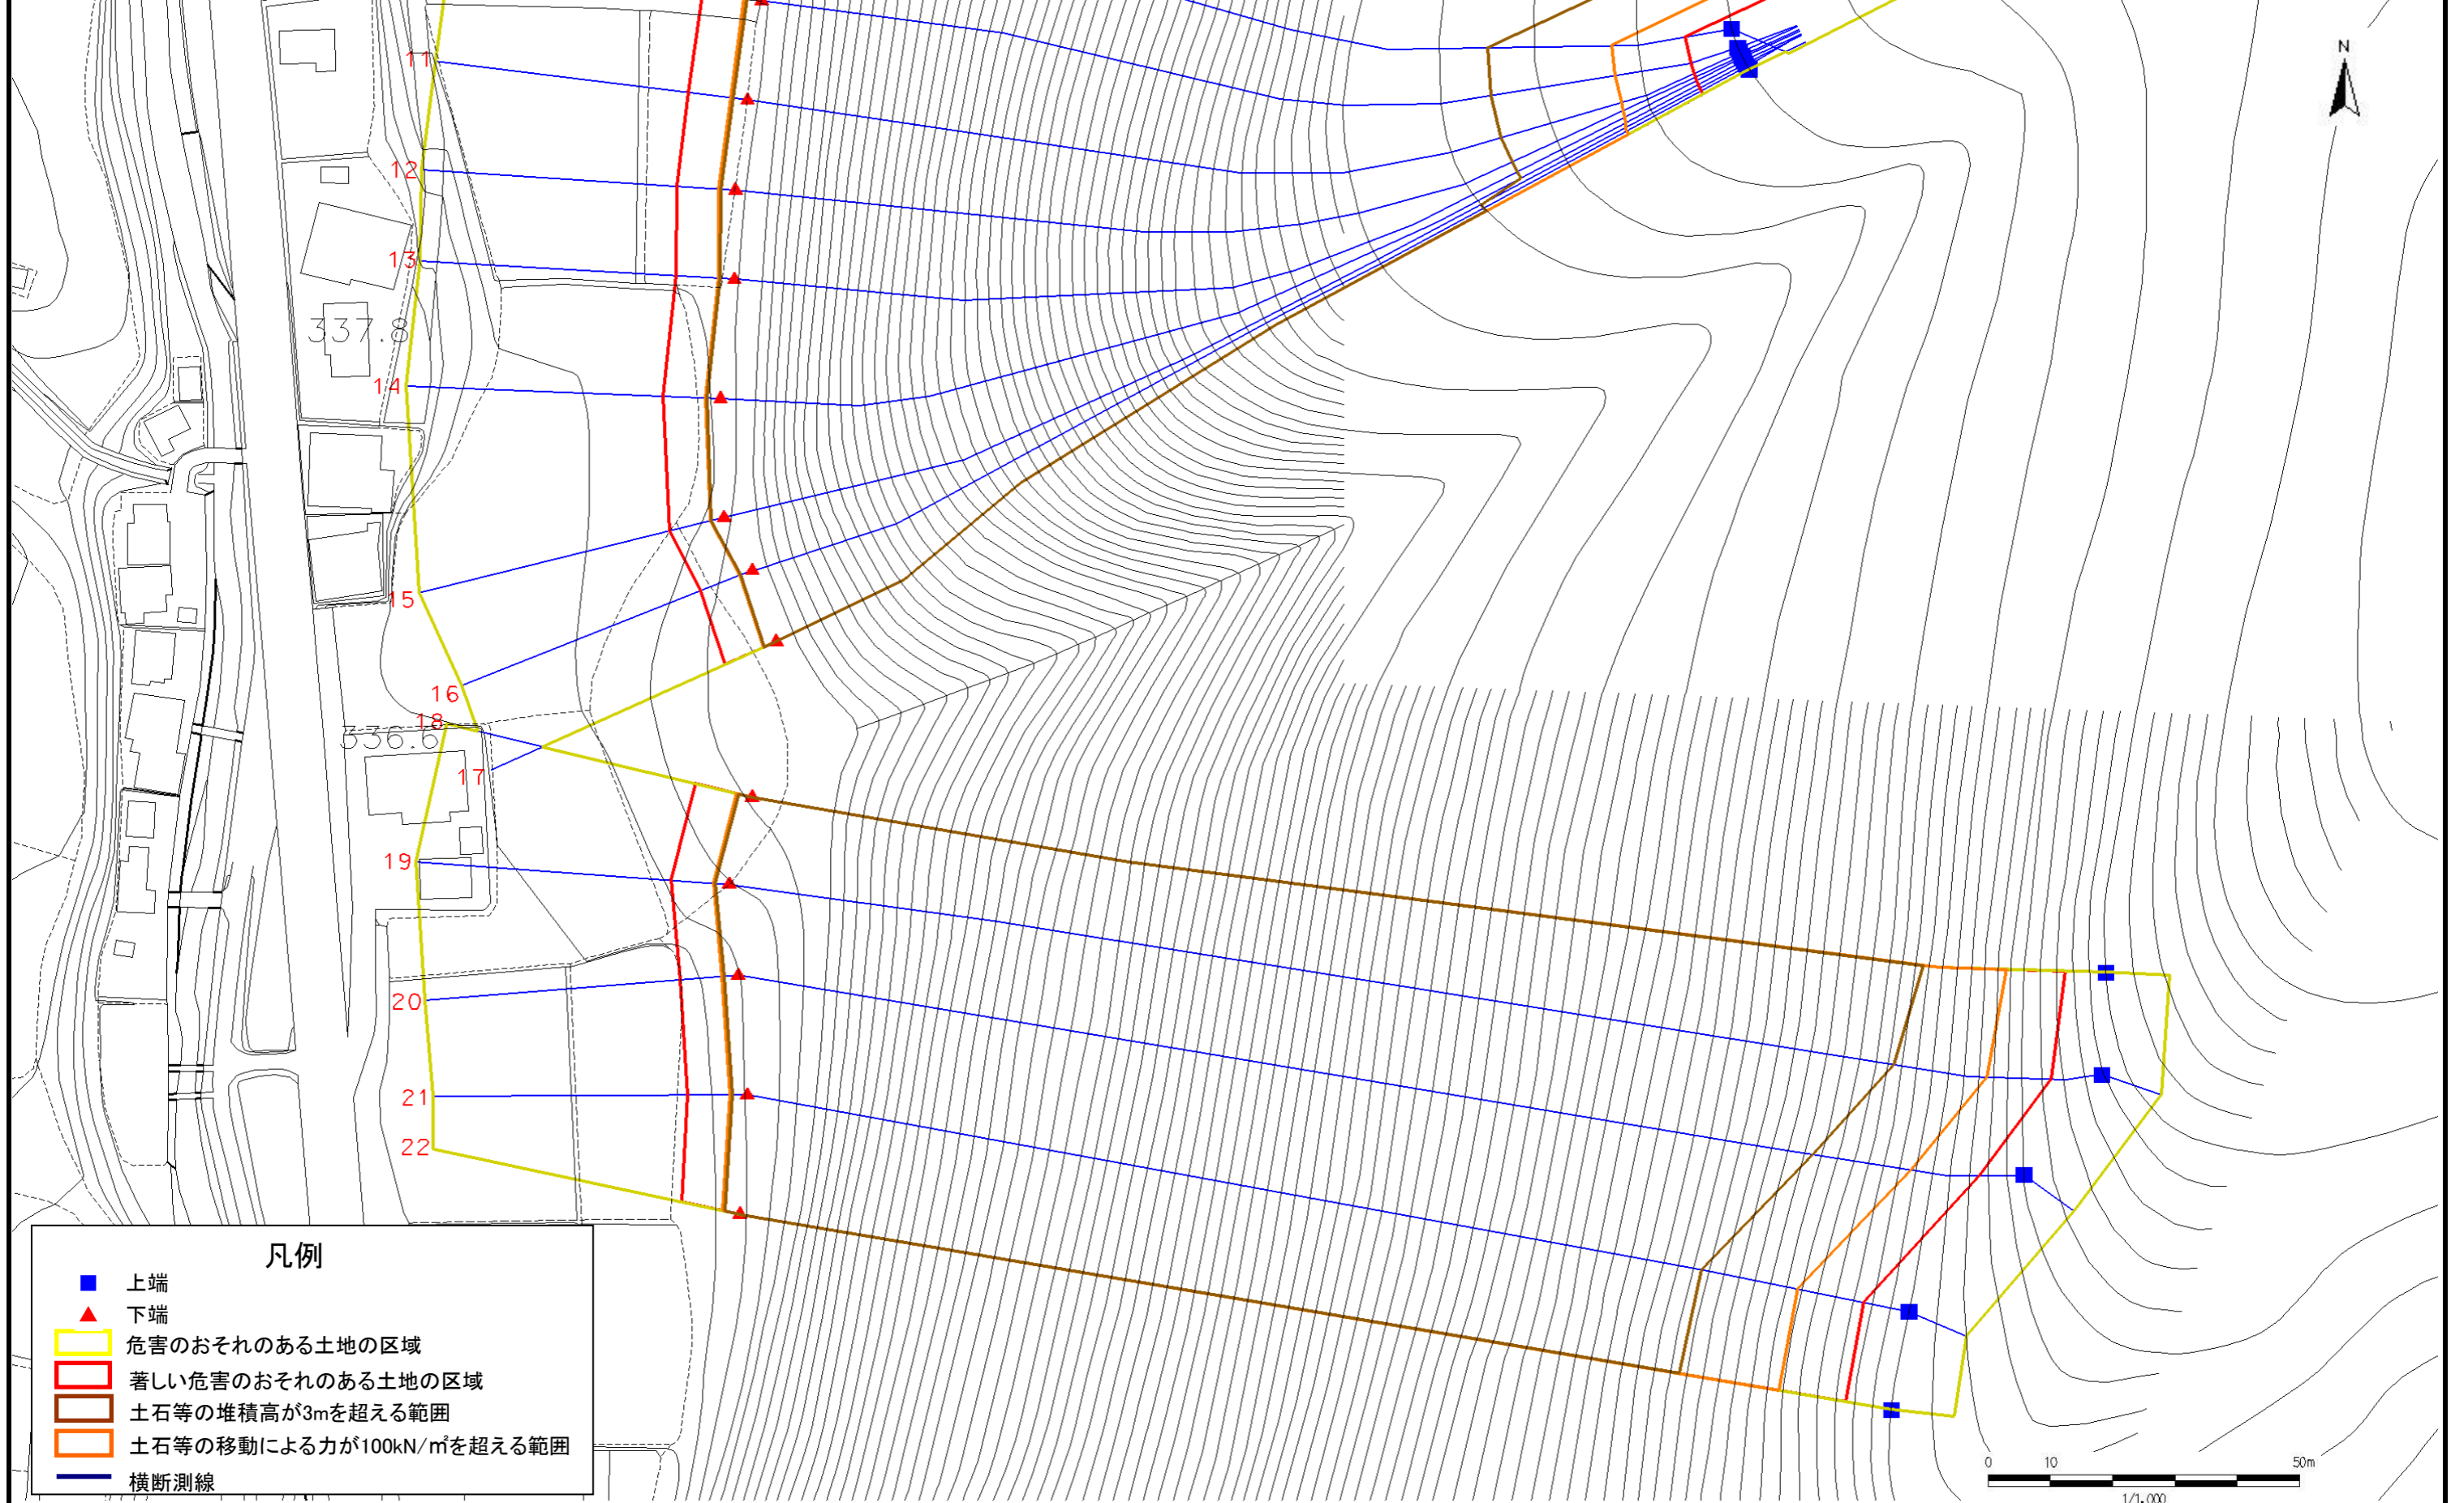 N
11
12
13
337.8
14
15
16
18
336.6
17
19
20
21
22
凡例
上端
下端
危害のおそれのある土地の区域
著しい危害のおそれのある土地の区域
土石等の堆積高が3mを超える範囲
土石等の移動による力が100kN/㎡を超える範囲
横断測線
0 10 50m
1/1,000